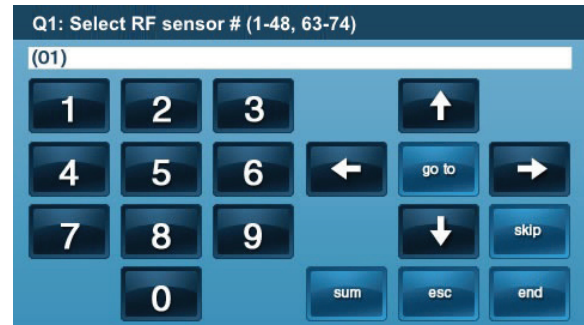 Q1: Select RF sensor # (1-48, 63-74)
(01)
1 2 3
4 5 6 go to
7 8 9 skip
0 sum esc end